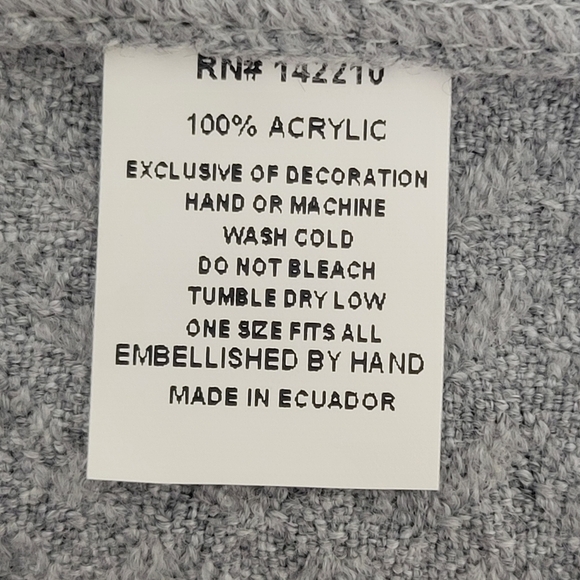 RN# 142210
100% ACRYLIC
EXCLUSIVE OF DECORATION
HAND OR MACHINE
WASH COLD
DO NOT BLEACH
TUMBLE DRY LOW
ONE SIZE FITS ALL
EMBELLISHED BY HAND
MADE IN ECUADOR